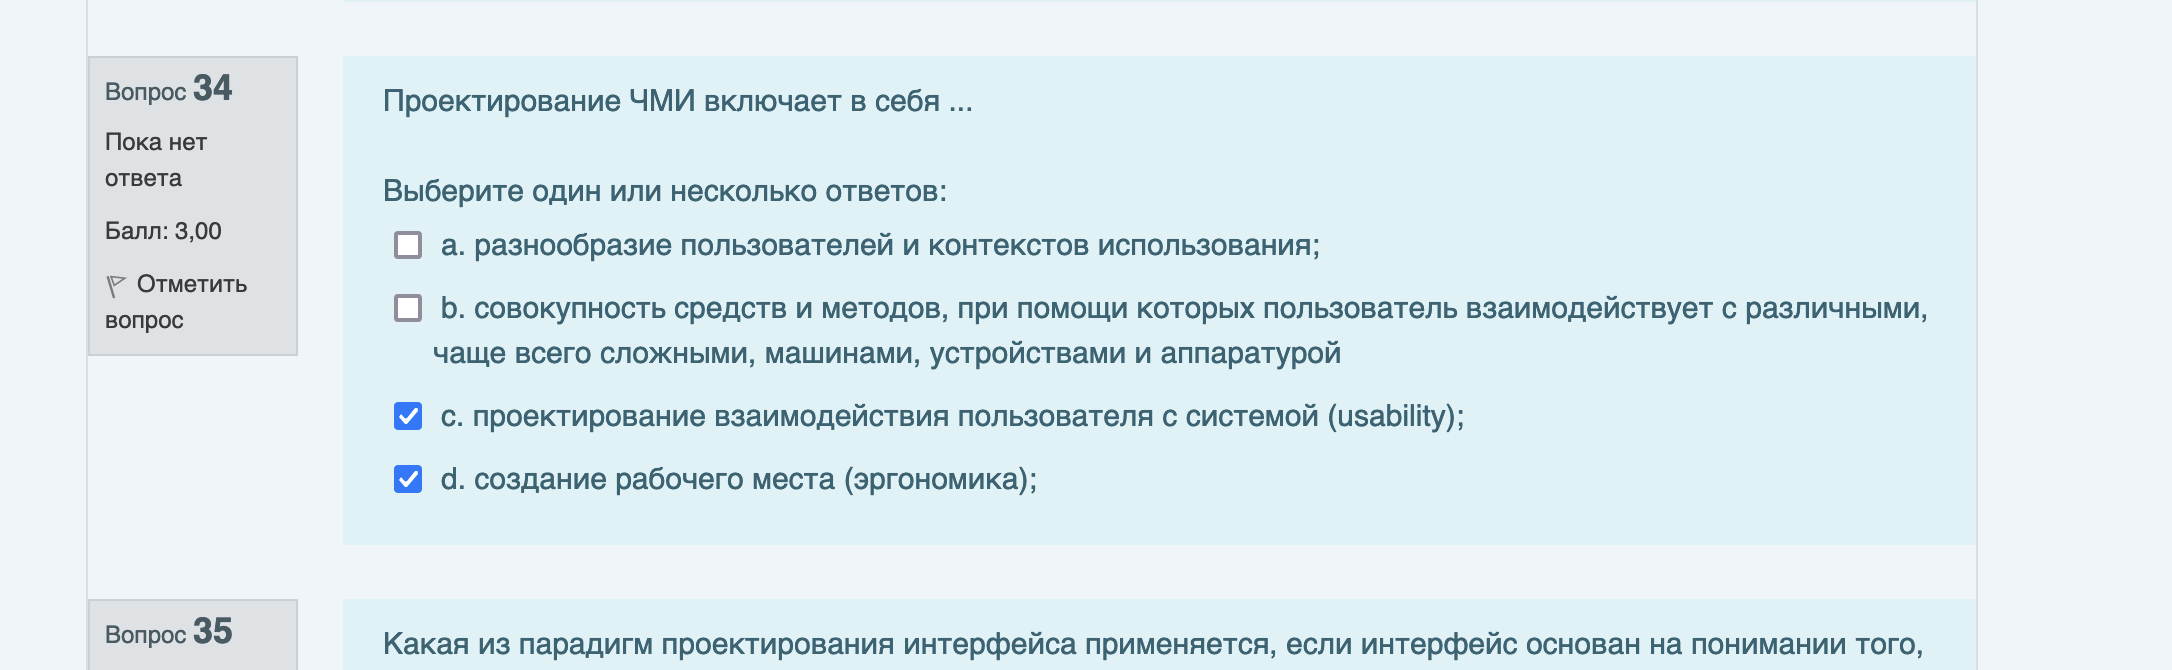 Вопрос 34
Пока нет
ответа
Балл: 3,00
Отметить
вопрос
Проектирование ЧМИ включает в себя ...
Выберите один или несколько ответов:
a. разнообразие пользователей и контекстов использования;
b. совокупность средств и методов, при помощи которых пользователь взаимодействует с различными,
чаще всего сложными, машинами, устройствами и аппаратурой
c. проектирование взаимодействия пользователя с системой (usability);
d. создание рабочего места (эргономика);
Вопрос 35
Какая из парадигм проектирования интерфейса применяется, если интерфейс основан на понимании того,